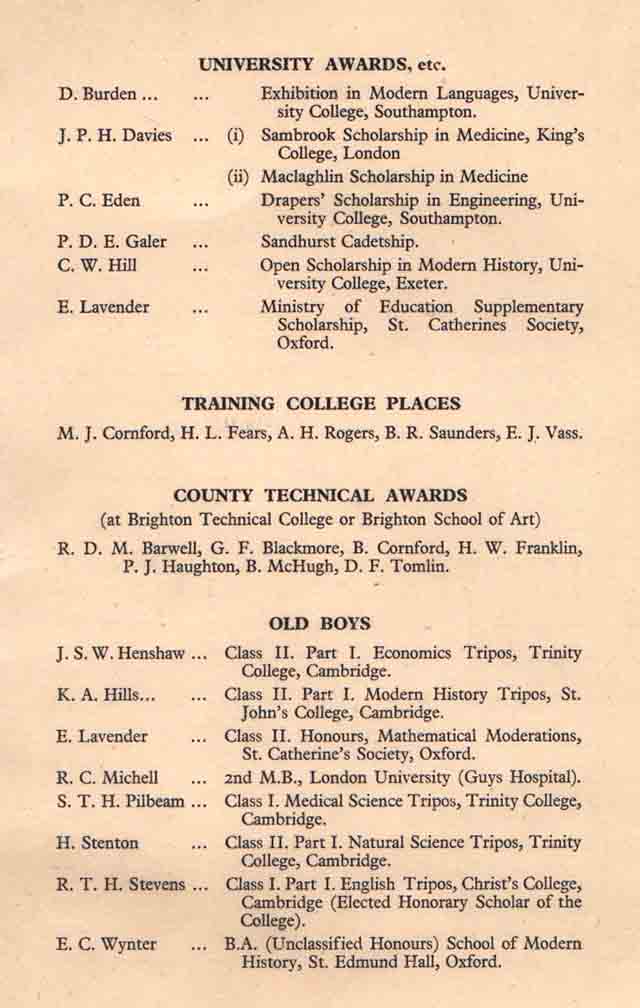 UNIVERSITY AWARDS, etc.
D. Burden ... ... Exhibition in Modern Languages, Univer-
sity College, Southampton.
J. P. H. Davies ... (i) Sambrook Scholarship in Medicine, King's
College, London
(ii) Maclaghlin Scholarship in Medicine
P. C. Eden ... Drapers' Scholarship in Engineering, Uni-
versity College, Southampton.
P. D. E. Galer ... Sandhurst Cadetship.
C. W. Hill ... Open Scholarship in Modern History, Uni-
versity College, Exeter.
E. Lavender ... Ministry of Education Supplementary
Scholarship, St. Catherines Society,
Oxford.
TRAINING COLLEGE PLACES
M. J. Cornford, H. L. Fears, A. H. Rogers, B. R. Saunders, E. J. Vass.
COUNTY TECHNICAL AWARDS
(at Brighton Technical College or Brighton School of Art)
R. D. M. Barwell, G. F. Blackmore, B. Cornford, H. W. Franklin,
P. J. Haughton, B. McHugh, D. F. Tomlin.
OLD BOYS
J. S. W. Henshaw ... Class II. Part I. Economics Tripos, Trinity
College, Cambridge.
K. A. Hills... ... Class II. Part I. Modern History Tripos, St.
John's College, Cambridge.
E. Lavender ... Class II. Honours, Mathematical Moderations,
St. Catherine's Society, Oxford.
R. C. Michell ... 2nd M.B., London University (Guys Hospital).
S. T. H. Pilbeam ... Class I. Medical Science Tripos, Trinity College,
Cambridge.
H. Stenton ... Class II. Part I. Natural Science Tripos, Trinity
College, Cambridge.
R. T. H. Stevens ... Class I. Part I. English Tripos, Christ's College,
Cambridge (Elected Honorary Scholar of the
College).
E. C. Wynter ... B.A. (Unclassified Honours) School of Modern
History, St. Edmund Hall, Oxford.